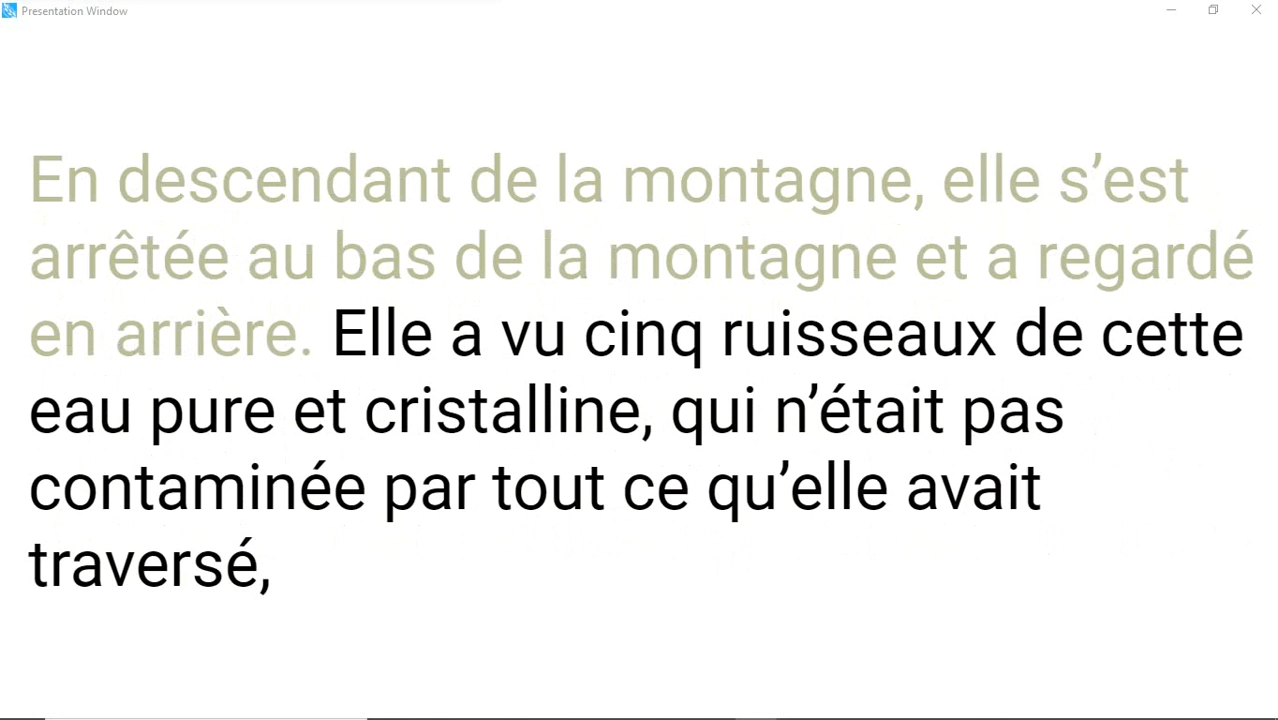 Presentation Window
En descendant de la montagne, elle s’est
arrêtée au bas de la montagne et a regardé
en arrière. Elle a vu cinq ruisseaux de cette
eau pure et cristalline, qui n’était pas
contaminée par tout ce qu’elle avait
traversé,